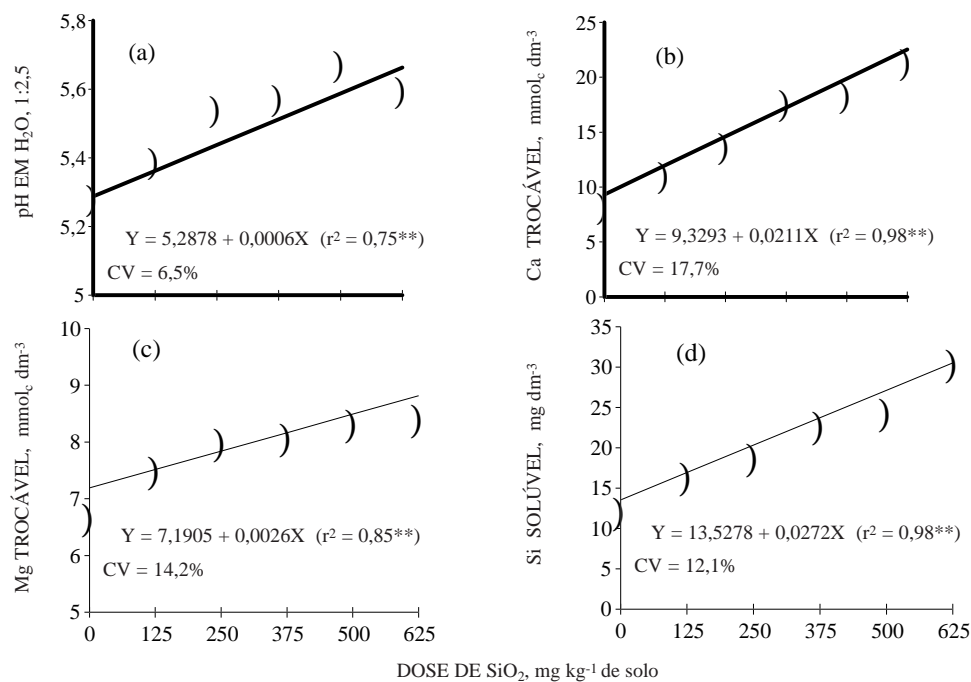 (a)
pH EM H₂O, 1:2,5
5,8
5,6
5,4
5,2
5
Y = 5,2878 + 0,0006X (r² = 0,75**)
CV = 6,5%
(b)
Ca TROCÁVEL, mmol꜀ dm⁻³
25
20
15
10
5
0
Y = 9,3293 + 0,0211X (r² = 0,98**)
CV = 17,7%
(c)
Mg TROCÁVEL, mmol꜀ dm⁻³
10
9
8
7
6
5
Y = 7,1905 + 0,0026X (r² = 0,85**)
CV = 14,2%
0 125 250 375 500 625
(d)
Si SOLÚVEL, mg dm⁻³
35
30
25
20
15
10
5
0
Y = 13,5278 + 0,0272X (r² = 0,98**)
CV = 12,1%
0 125 250 375 500 625
DOSE DE SiO₂, mg kg⁻¹ de solo